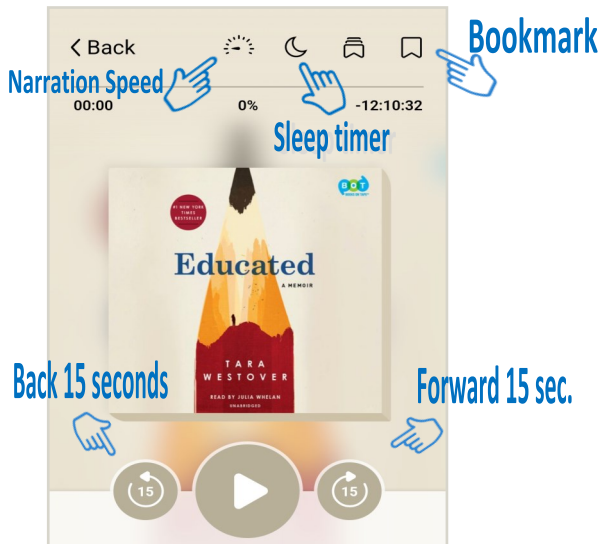 Back
Bookmark
Narration Speed
00:00
0%
-12:10:32
Sleep timer
BOT
#1 NEW YORK
TIMES
BESTSELLER
Educated
A MEMOIR
TARA
WESTOVER
READ BY JULIA WHELAN
UNABRIDGED
Back 15 seconds
Forward 15 sec.
15
15